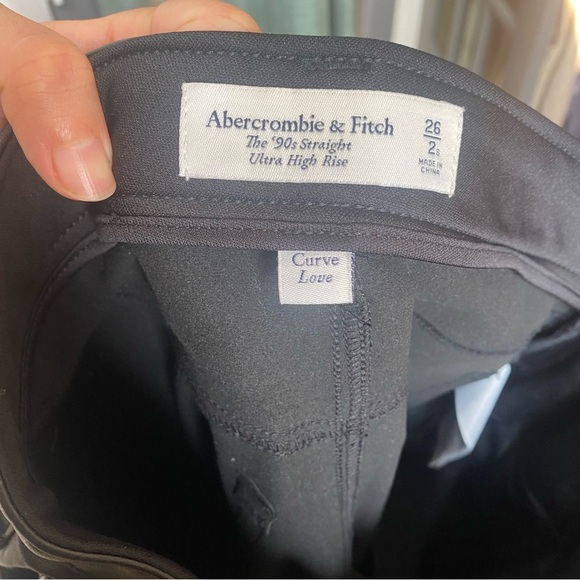 Abercrombie & Fitch
The '90s Straight
Ultra High Rise
26
2s
MADE IN
CHINA
Curve
Love